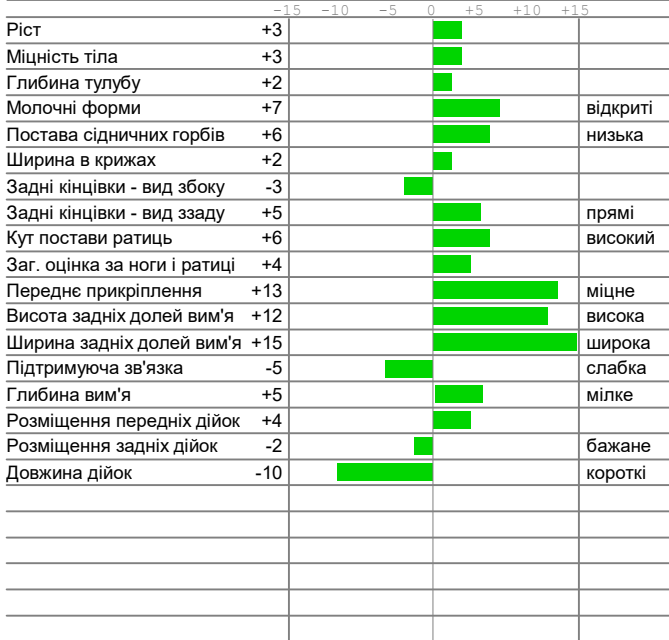 -15 -10 -5 0 +5 +10 +15
Ріст +3
Міцність тіла +3
Глибина тулубу +2
Молочні форми +7 відкриті
Постава сідничних горбів +6 низька
Ширина в крижах +2
Задні кінцівки - вид збоку -3
Задні кінцівки - вид ззаду +5 прямі
Кут постави ратиць +6 високий
Заг. оцінка за ноги і ратиці +4
Переднє прикріплення +13 міцне
Висота задніх долей вим'я +12 висока
Ширина задніх долей вим'я +15 широка
Підтримуюча зв'язка -5 слабка
Глибина вим'я +5 мілке
Розміщення передніх дійок +4
Розміщення задніх дійок -2 бажане
Довжина дійок -10 короткі